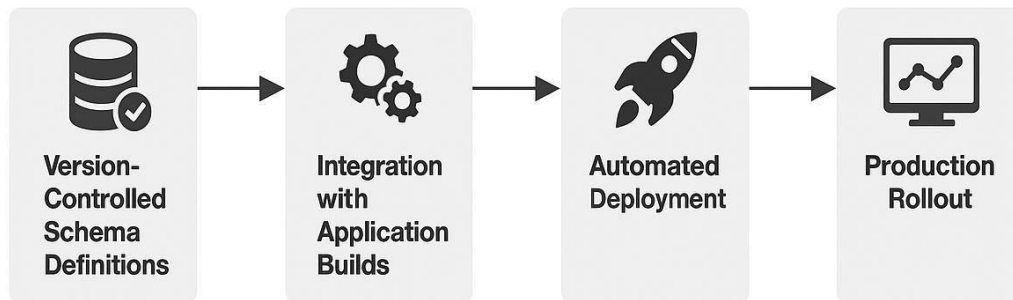 Version-
Controlled
Schema
Definitions
Integration
with
Application
Builds
Automated
Deployment
Production
Rollout